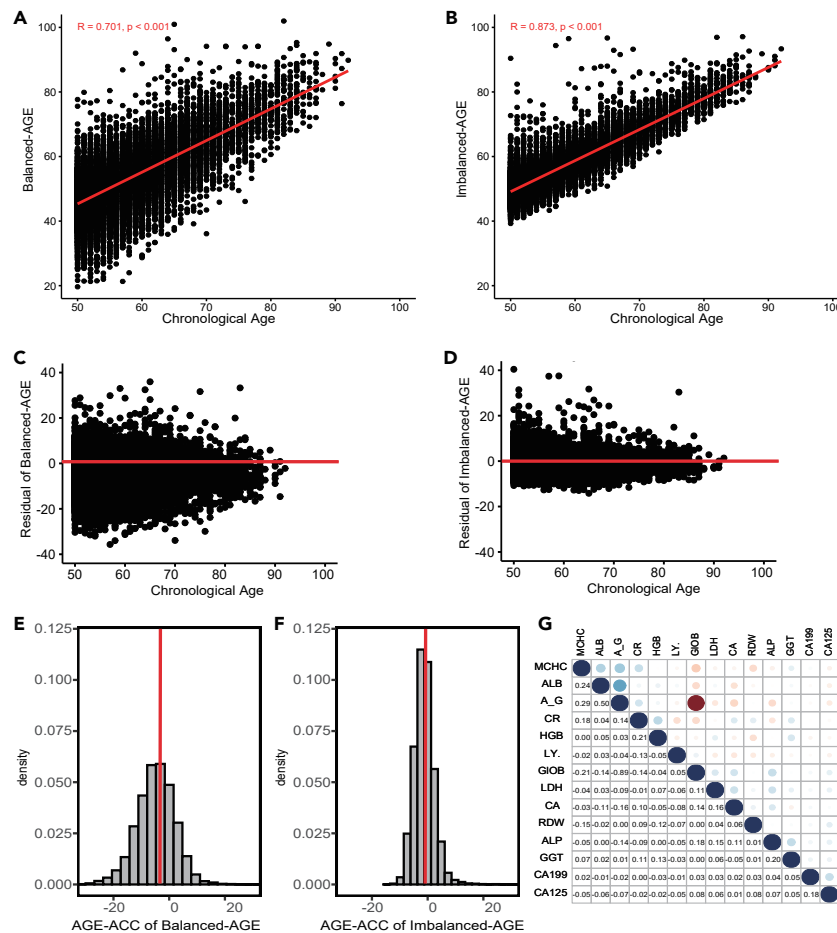 A
R = 0.701, p < 0.001
100
80
60
40
20
Balanced-AGE
50
60
70
80
90
100
Chronological Age
B
R = 0.873, p < 0.001
100
80
60
40
20
Imbalanced-AGE
50
60
70
80
90
100
Chronological Age
C
40
20
0
-20
-40
Residual of Balanced-AGE
50
60
70
80
90
100
Chronological Age
D
40
20
0
-20
-40
Residual of Imbalanced-AGE
50
60
70
80
90
100
Chronological Age
E
0.125
0.100
0.075
0.050
0.025
0.000
density
-20
0
20
AGE-ACC of Balanced-AGE
F
0.125
0.100
0.075
0.050
0.025
0.000
density
-20
0
20
AGE-ACC of Imbalanced-AGE
G
MCHC ALB A_G CR HGB LY. GIOB LDH CA RDW ALP GGT CA199 CA125
MCHC
ALB 0.24
A_G 0.29 0.50
CR 0.18 0.04 0.14
HGB 0.00 0.05 0.03 0.21
LY. -0.02 0.03 -0.04 -0.13 -0.05
GIOB -0.21 -0.14 -0.89 -0.14 -0.04 0.05
LDH -0.04 0.03 -0.09 -0.01 0.07 -0.06 0.11
CA -0.03 -0.11 -0.16 0.10 -0.05 -0.08 0.14 0.16
RDW -0.15 -0.02 0.00 0.09 -0.12 -0.07 0.00 0.04 0.06
ALP -0.05 0.00 -0.14 -0.09 0.00 -0.05 0.18 0.15 0.11 0.01
GGT 0.07 0.02 0.01 0.11 0.13 -0.03 0.00 0.06 -0.05 0.01 0.20
CA199 0.02 -0.01 -0.02 0.00 -0.01 -0.01 0.03 0.03 0.02 0.03 0.04 0.05
CA125 -0.05 -0.06 -0.07 -0.02 -0.02 -0.05 0.08 0.06 0.01 0.08 0.07 0.05 0.18